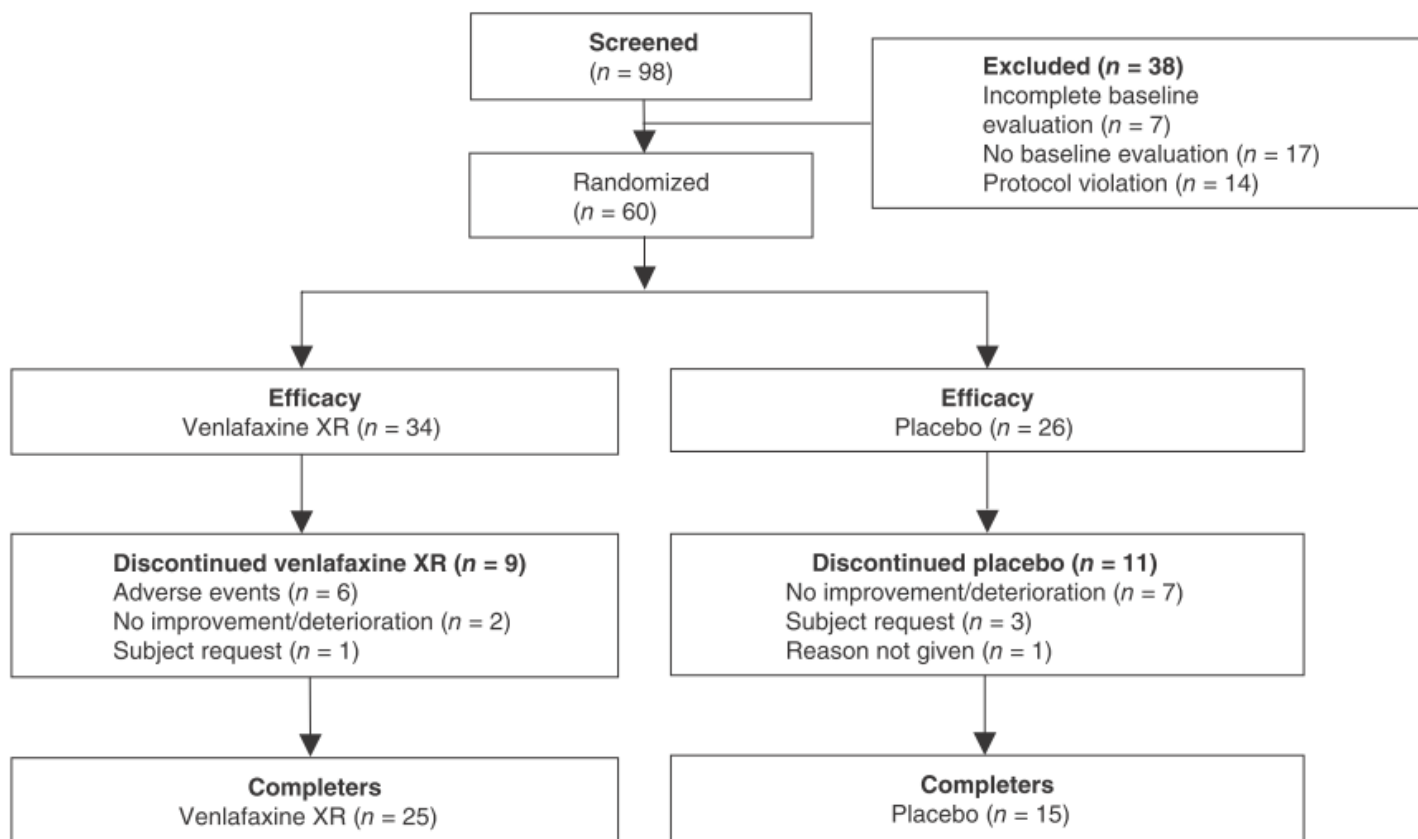 Screened
(n = 98)
Excluded (n = 38)
Incomplete baseline
evaluation (n = 7)
No baseline evaluation (n = 17)
Protocol violation (n = 14)
Randomized
(n = 60)
Efficacy
Venlafaxine XR (n = 34)
Efficacy
Placebo (n = 26)
Discontinued venlafaxine XR (n = 9)
Adverse events (n = 6)
No improvement/deterioration (n = 2)
Subject request (n = 1)
Discontinued placebo (n = 11)
No improvement/deterioration (n = 7)
Subject request (n = 3)
Reason not given (n = 1)
Completers
Venlafaxine XR (n = 25)
Completers
Placebo (n = 15)